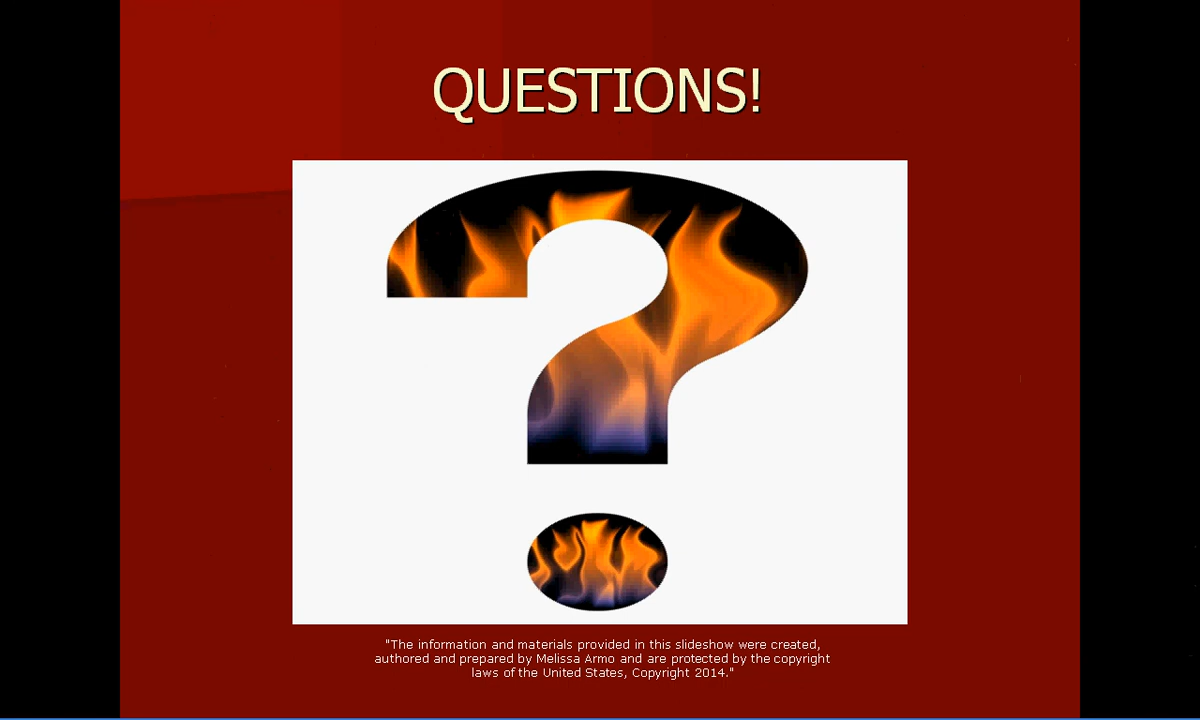 QUESTIONS!
"The information and materials provided in this slideshow were created,
authored and prepared by Melissa Armo and are protected by the copyright
laws of the United States, Copyright 2014."